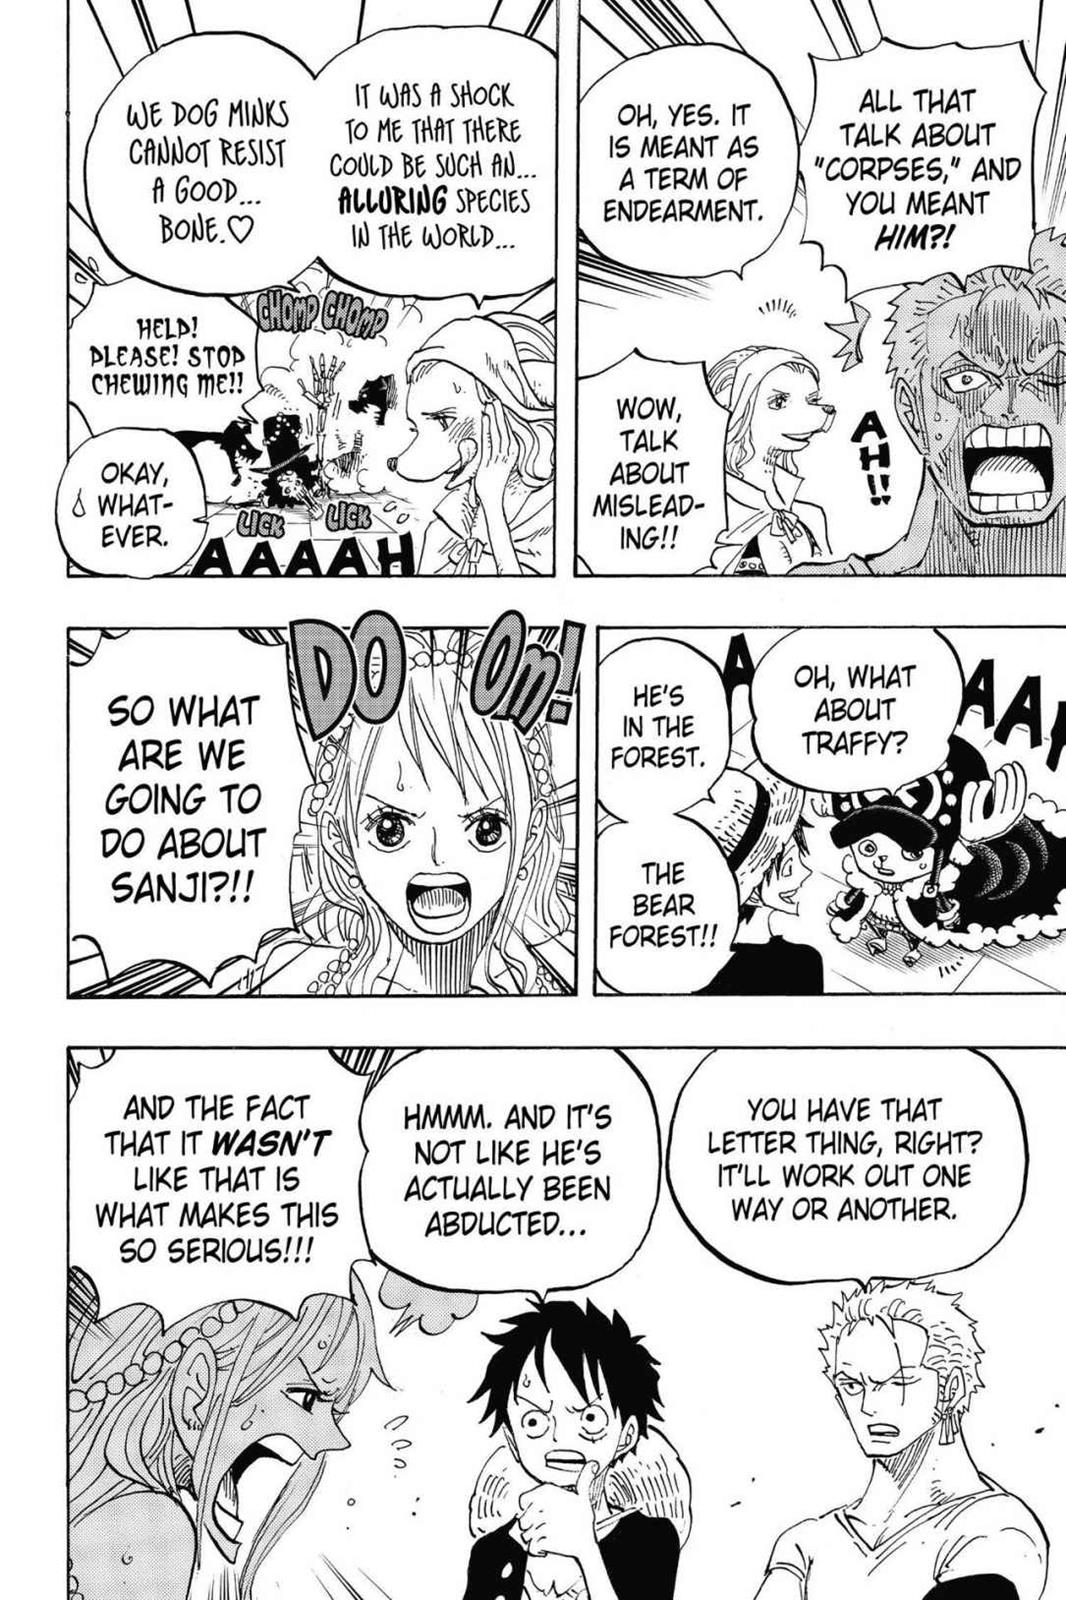 ALL THAT
TALK ABOUT
"CORPSES," AND
YOU MEANT
HIM?!
OH, YES. IT
IS MEANT AS
A TERM OF
ENDEARMENT.
AH!!
WOW,
TALK
ABOUT
MISLEAD-
ING!!
IT WAS A SHOCK
TO ME THAT THERE
COULD BE SUCH AN...
ALLURING SPECIES
IN THE WORLD...
WE DOG MINKS
CANNOT RESIST
A GOOD...
BONE.♡
CHOMP CHOMP
HELP!
PLEASE! STOP
CHEWING ME!!
LICK
LICK
OKAY,
WHAT-
EVER.
AAAAH
OH, WHAT
ABOUT
TRAFFY?
HE'S
IN THE
FOREST.
THE
BEAR
FOREST!!
DOOM!
SO WHAT
ARE WE
GOING TO
DO ABOUT
SANJI?!!
YOU HAVE THAT
LETTER THING, RIGHT?
IT'LL WORK OUT ONE
WAY OR ANOTHER.
HMMM. AND IT'S
NOT LIKE HE'S
ACTUALLY BEEN
ABDUCTED...
AND THE FACT
THAT IT WASN'T
LIKE THAT IS
WHAT MAKES THIS
SO SERIOUS!!!